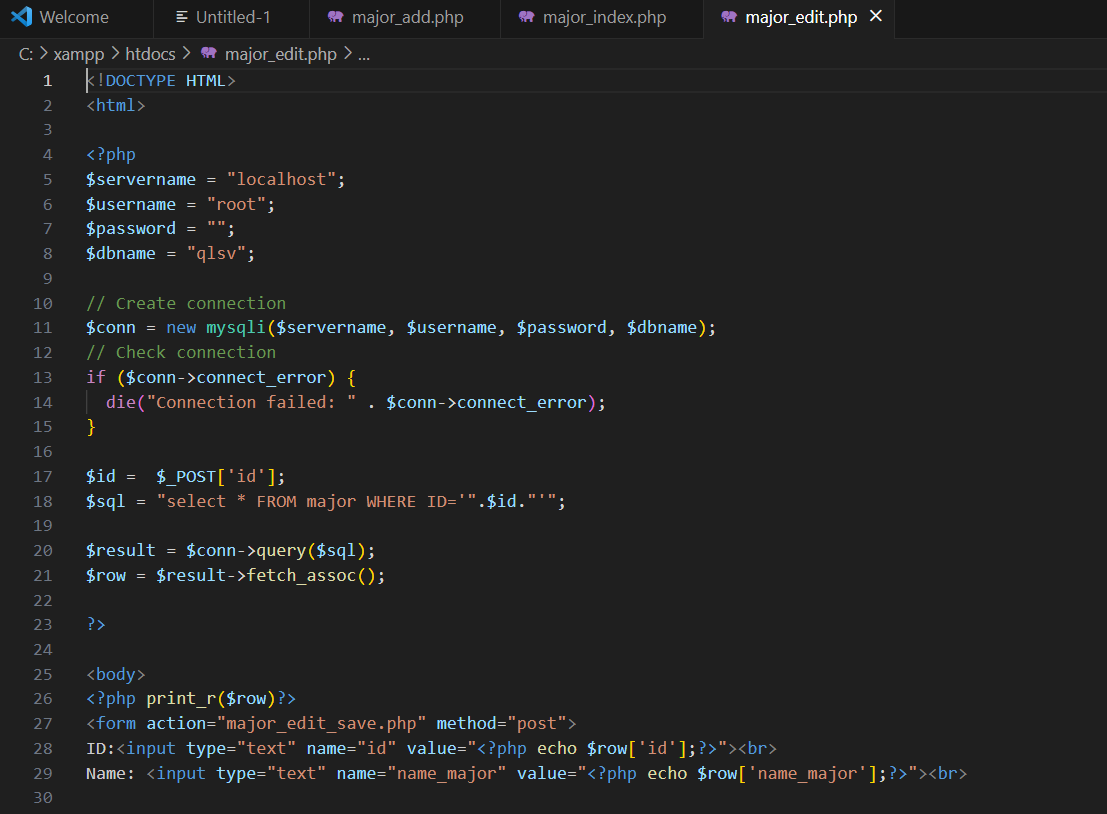 Welcome
Untitled-1
major_add.php
major_index.php
major_edit.php
C: > xampp > htdocs > major_edit.php > ...
1 <!DOCTYPE HTML>
2 <html>
3
4 <?php
5 $servername = "localhost";
6 $username = "root";
7 $password = "";
8 $dbname = "qlsv";
9
10 // Create connection
11 $conn = new mysqli($servername, $username, $password, $dbname);
12 // Check connection
13 if ($conn->connect_error) {
14   die("Connection failed: " . $conn->connect_error);
15 }
16
17 $id =  $_POST['id'];
18 $sql = "select * FROM major WHERE ID='".$id."'";
19
20 $result = $conn->query($sql);
21 $row = $result->fetch_assoc();
22
23 ?>
24
25 <body>
26 <?php print_r($row)?>
27 <form action="major_edit_save.php" method="post">
28 ID:<input type="text" name="id" value="<?php echo $row['id'];?>"><br>
29 Name: <input type="text" name="name_major" value="<?php echo $row['name_major'];?>"><br>
30